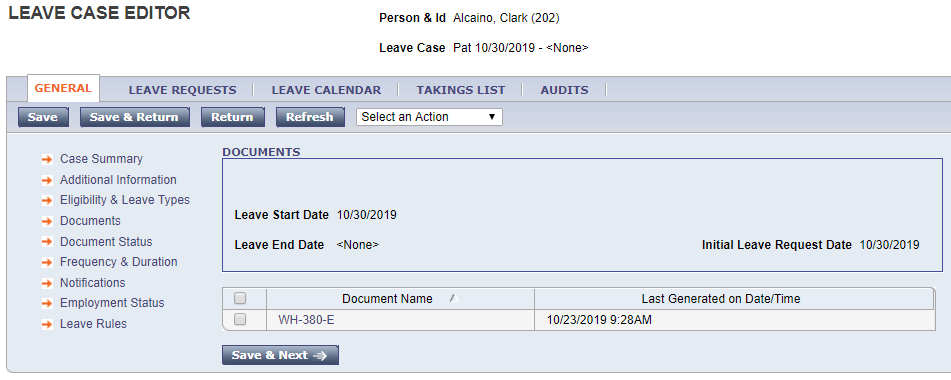 LEAVE CASE EDITOR
Person & Id Alcaino, Clark (202)
Leave Case Pat 10/30/2019 - <None>
GENERAL LEAVE REQUESTS LEAVE CALENDAR TAKINGS LIST AUDITS
Save Save & Return Return Refresh Select an Action
Case Summary
Additional Information
Eligibility & Leave Types
Documents
Document Status
Frequency & Duration
Notifications
Employment Status
Leave Rules
DOCUMENTS
Leave Start Date 10/30/2019
Leave End Date <None> Initial Leave Request Date 10/30/2019
Document Name Last Generated on Date/Time
WH-380-E 10/23/2019 9:28AM
Save & Next